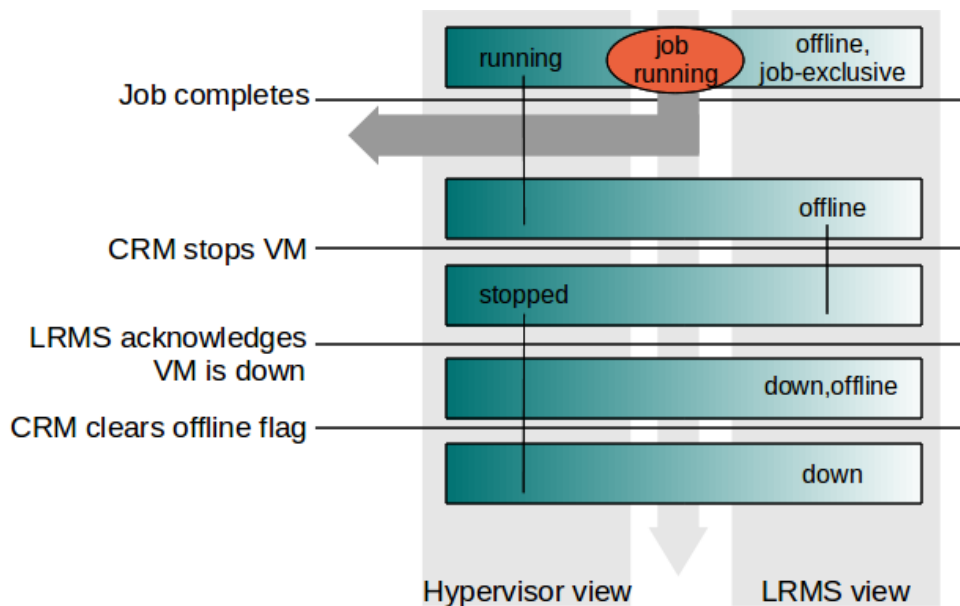 running
job
running
offline,
job-exclusive
Job completes
offline
CRM stops VM
stopped
LRMS acknowledges
VM is down
down,offline
CRM clears offline flag
down
Hypervisor view
LRMS view